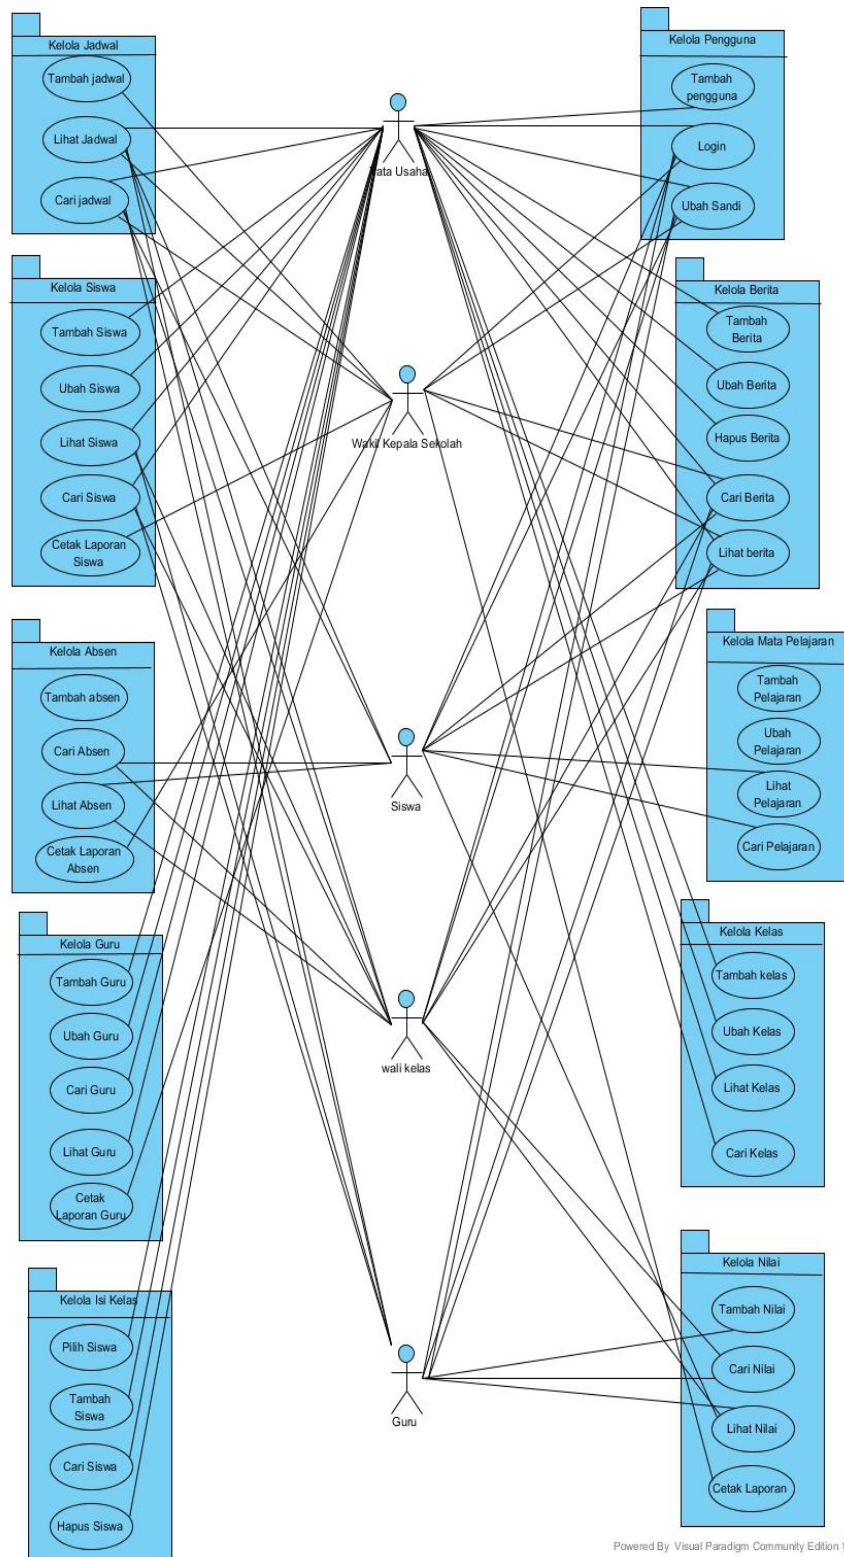 Kelola Jadwal
Tambah jadwal
Lihat Jadwal
Cari jadwal
Kelola Siswa
Tambah Siswa
Ubah Siswa
Lihat Siswa
Cari Siswa
Cetak Laporan
Siswa
Kelola Absen
Tambah absen
Cari Absen
Lihat Absen
Cetak Laporan
Absen
Kelola Guru
Tambah Guru
Ubah Guru
Cari Guru
Lihat Guru
Cetak
Laporan Guru
Kelola Isi Kelas
Pilih Siswa
Tambah
Siswa
Cari Siswa
Hapus Siswa
Tata Usaha
Wakil Kepala Sekolah
Siswa
wali kelas
Guru
Kelola Pengguna
Tambah
pengguna
Login
Ubah Sandi
Kelola Berita
Tambah
Berita
Ubah Berita
Hapus Berita
Cari Berita
Lihat berita
Kelola Mata Pelajaran
Tambah
Pelajaran
Ubah
Pelajaran
Lihat
Pelajaran
Cari Pelajaran
Kelola Kelas
Tambah kelas
Ubah Kelas
Lihat Kelas
Cari Kelas
Kelola Nilai
Tambah Nilai
Cari Nilai
Lihat Nilai
Cetak Laporan
Powered By Visual Paradigm Community Edition